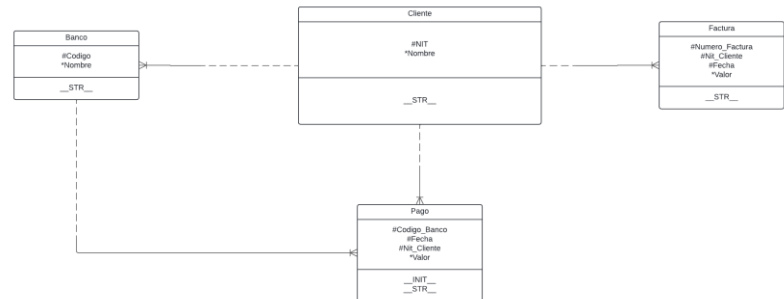 Banco
#Codigo
*Nombre
__STR__
Cliente
#NIT
*Nombre
__STR__
Factura
#Numero_Factura
#Nit_Cliente
#Fecha
*Valor
__STR__
Pago
#Codigo_Banco
#Fecha
#Nit_Cliente
*Valor
__INIT__
__STR__